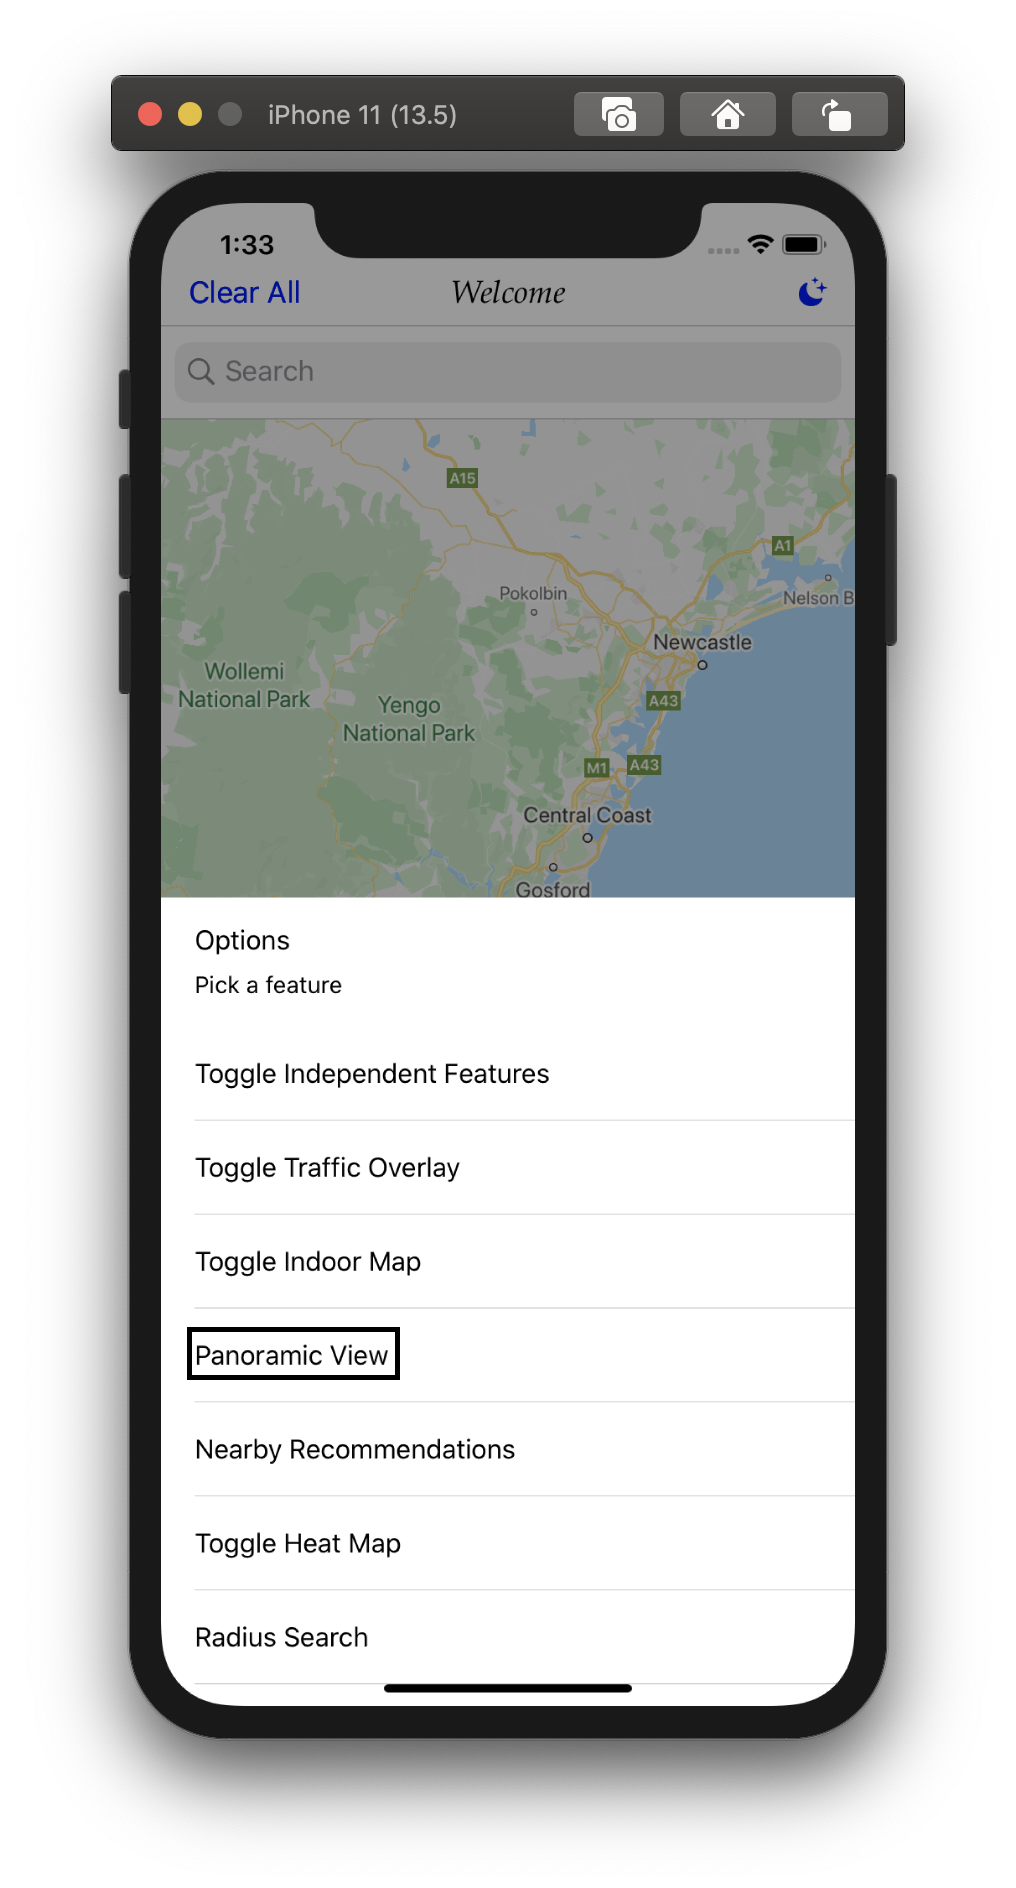 iPhone 11 (13.5)
1:33
Clear All
Welcome
Search
A15
A1
Pokolbin
Nelson B
Newcastle
Wollemi
National Park
A43
Yengo
National Park
M1
A43
Central Coast
Gosford
Options
Pick a feature
Toggle Independent Features
Toggle Traffic Overlay
Toggle Indoor Map
Panoramic View
Nearby Recommendations
Toggle Heat Map
Radius Search